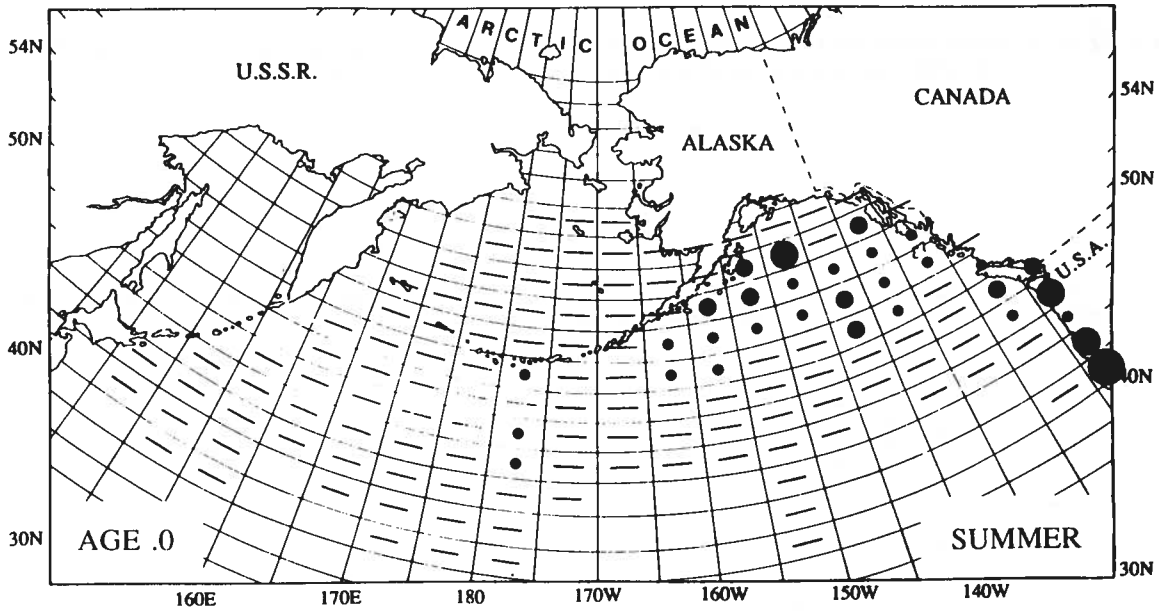 ARCTIC OCEAN
54N
U.S.S.R.
54N
CANADA
50N
ALASKA
50N
U.S.A.
40N
40N
30N
AGE .0
SUMMER
30N
160E 170E 180 170W 160W 150W 140W